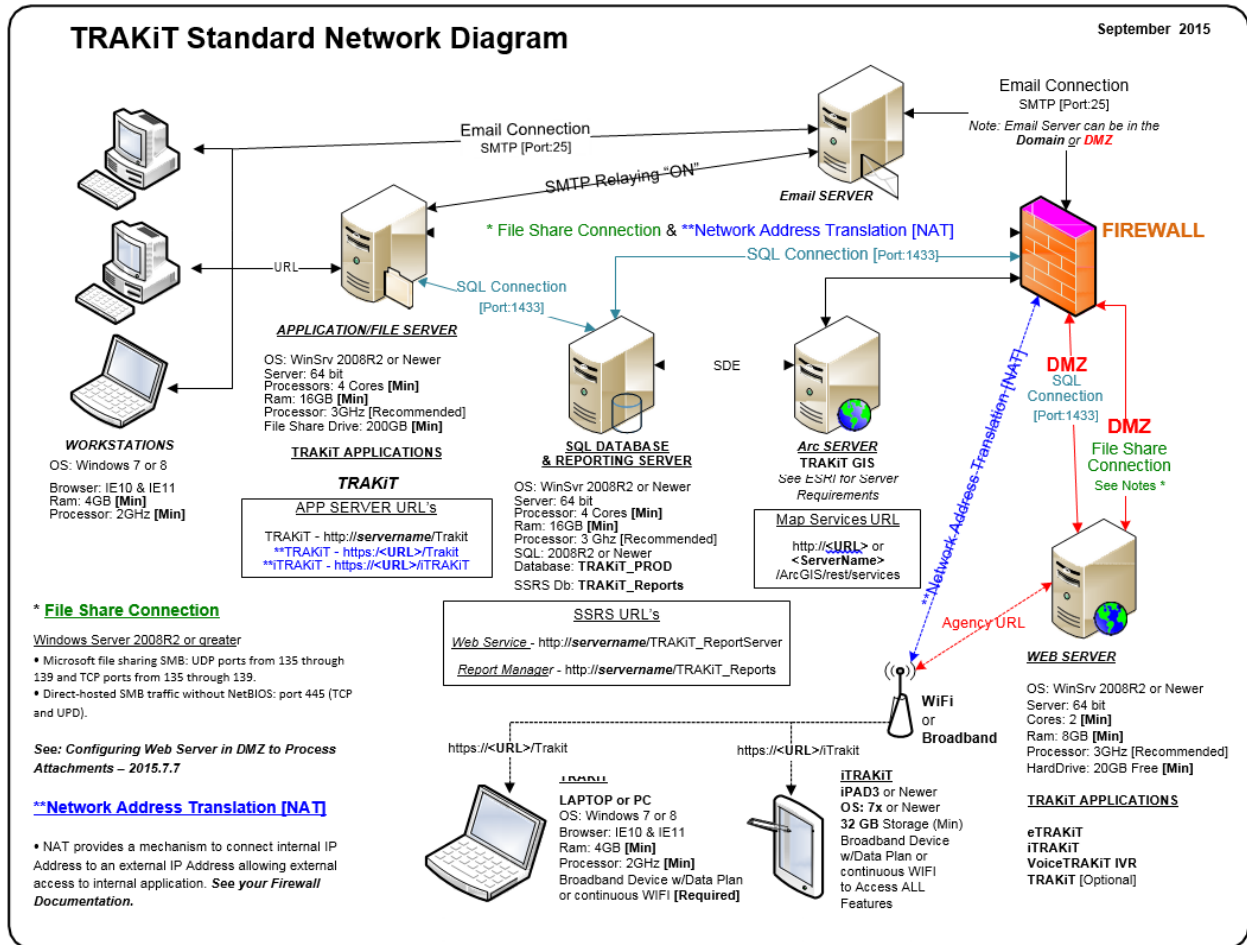 TRAKiT Standard Network Diagram
September 2015
Email Connection
SMTP [Port:25]
Note: Email Server can be in the
Domain or DMZ
Email Connection
SMTP [Port:25]
SMTP Relaying "ON"
Email SERVER
* File Share Connection & **Network Address Translation [NAT]
FIREWALL
SQL Connection [Port:1433]
URL
SQL Connection
[Port:1433]
APPLICATION/FILE SERVER
OS: WinSrv 2008R2 or Newer
Server: 64 bit
Processors: 4 Cores [Min]
Ram: 16GB [Min]
Processor: 3GHz [Recommended]
File Share Drive: 200GB [Min]
TRAKiT APPLICATIONS
TRAKiT
APP SERVER URL's
TRAKiT - http://servername/Trakit
**TRAKiT - https:/<URL>/Trakit
**iTRAKiT - https:/<URL>/iTRAKiT
WORKSTATIONS
OS: Windows 7 or 8
Browser: IE10 & IE11
Ram: 4GB [Min]
Processor: 2GHz [Min]
SDE
SQL DATABASE
& REPORTING SERVER
OS: WinSvr 2008R2 or Newer
Server: 64 bit
Processor: 4 Cores [Min]
Ram: 16GB [Min]
Processor: 3 Ghz [Recommended]
SQL: 2008R2 or Newer
Database: TRAKiT_PROD
SSRS Db: TRAKiT_Reports
Arc SERVER
TRAKiT GIS
See ESRI for Server
Requirements
Map Services URL
http://<URL> or
<ServerName>
/ArcGIS/rest/services
SSRS URL's
Web Service - http://servername/TRAKiT_ReportServer
Report Manager - http://servername/TRAKiT_Reports
**Network Address Translation [NAT]
DMZ
SQL
Connection
[Port:1433]
DMZ
File Share
Connection
See Notes *
Agency URL
WEB SERVER
OS: WinSrv 2008R2 or Newer
Server: 64 bit
Cores: 2 [Min]
Ram: 8GB [Min]
Processor: 3GHz [Recommended]
HardDrive: 20GB Free [Min]
TRAKiT APPLICATIONS
eTRAKiT
iTRAKiT
VoiceTRAKiT IVR
TRAKiT [Optional]
* File Share Connection
Windows Server 2008R2 or greater
• Microsoft file sharing SMB: UDP ports from 135 through
139 and TCP ports from 135 through 139.
• Direct-hosted SMB traffic without NetBIOS: port 445 (TCP
and UPD).
See: Configuring Web Server in DMZ to Process
Attachments – 2015.7.7
**Network Address Translation [NAT]
• NAT provides a mechanism to connect internal IP
Address to an external IP Address allowing external
access to internal application. See your Firewall
Documentation.
WiFi
or
Broadband
https://<URL>/Trakit
https://<URL>/iTrakit
TRAKiT
LAPTOP or PC
OS: Windows 7 or 8
Browser: IE10 & IE11
Ram: 4GB [Min]
Processor: 2GHz [Min]
Broadband Device w/Data Plan
or continuous WIFI [Required]
iTRAKiT
iPAD3 or Newer
OS: 7x or Newer
32 GB Storage (Min)
Broadband Device
w/Data Plan or
continuous WIFI
to Access ALL
Features